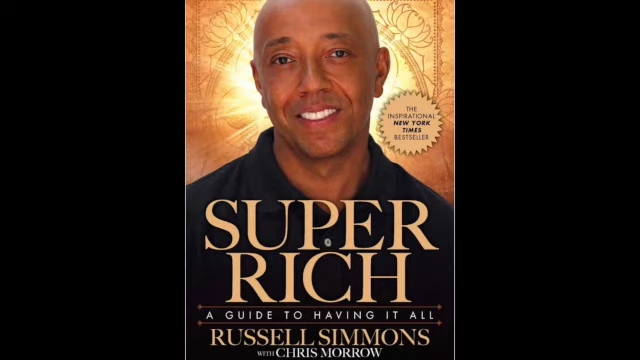 THE
INSPIRATIONAL
NEW YORK
TIMES
BESTSELLER
SUPER
RICH
A GUIDE TO HAVING IT ALL
RUSSELL SIMMONS
WITH CHRIS MORROW